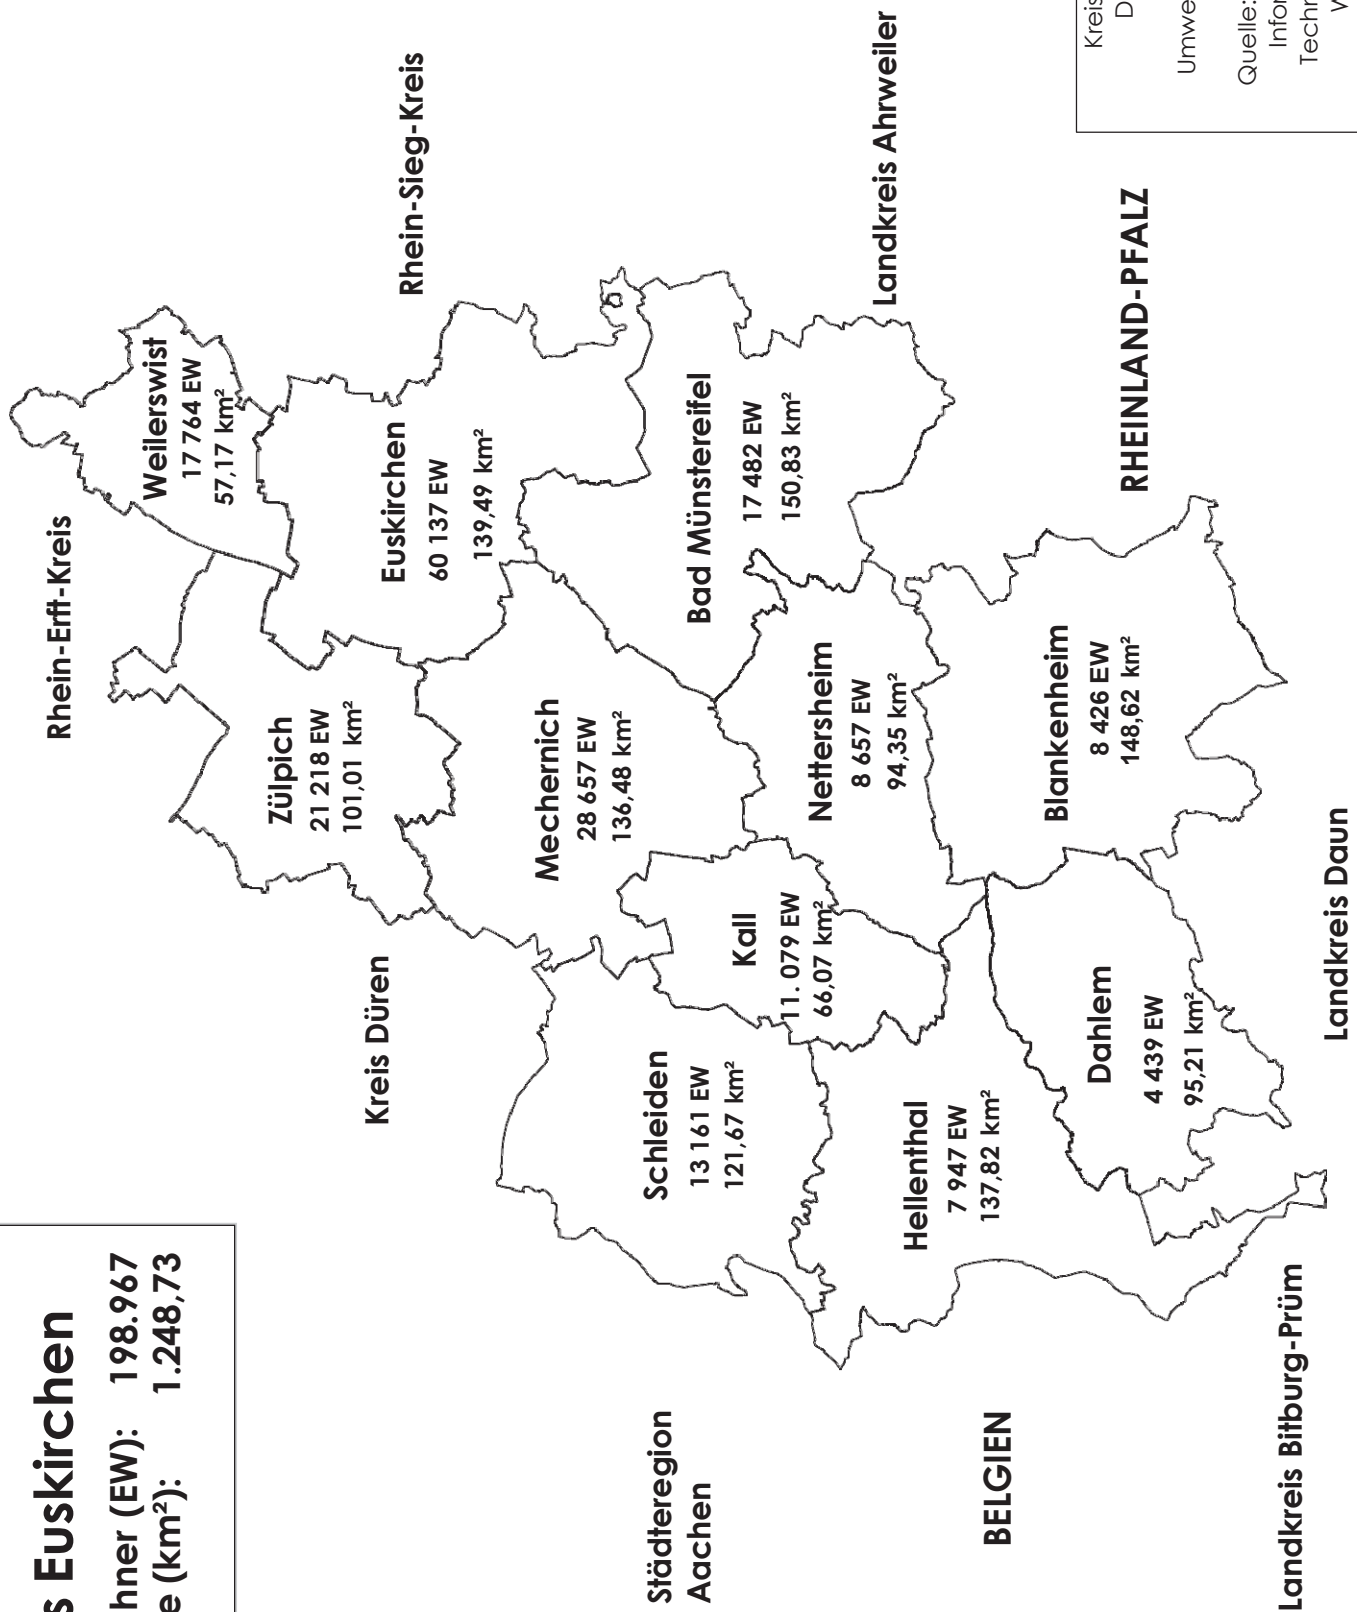 s Euskirchen
hner (EW): 198.967
e (km²): 1.248,73
Rhein-Erft-Kreis
Weilerswist
17 764 EW
57,17 km²
Rhein-Sieg-Kreis
Zülpich
21 218 EW
101,01 km²
Euskirchen
60 137 EW
139,49 km²
Kreis Düren
Mechernich
28 657 EW
136,48 km²
Bad Münstereifel
17 482 EW
150,83 km²
Landkreis Ahrweiler
Städteregion
Aachen
Schleiden
13 161 EW
121,67 km²
Kall
11. 079 EW
66,07 km²
Nettersheim
8 657 EW
94,35 km²
Hellenthal
7 947 EW
137,82 km²
BELGIEN
Dahlem
4 439 EW
95,21 km²
Blankenheim
8 426 EW
148,62 km²
RHEINLAND-PFALZ
Landkreis Bitburg-Prüm
Landkreis Daun
Kreis
D
Umwe
Quelle:
Infor
Techn
W